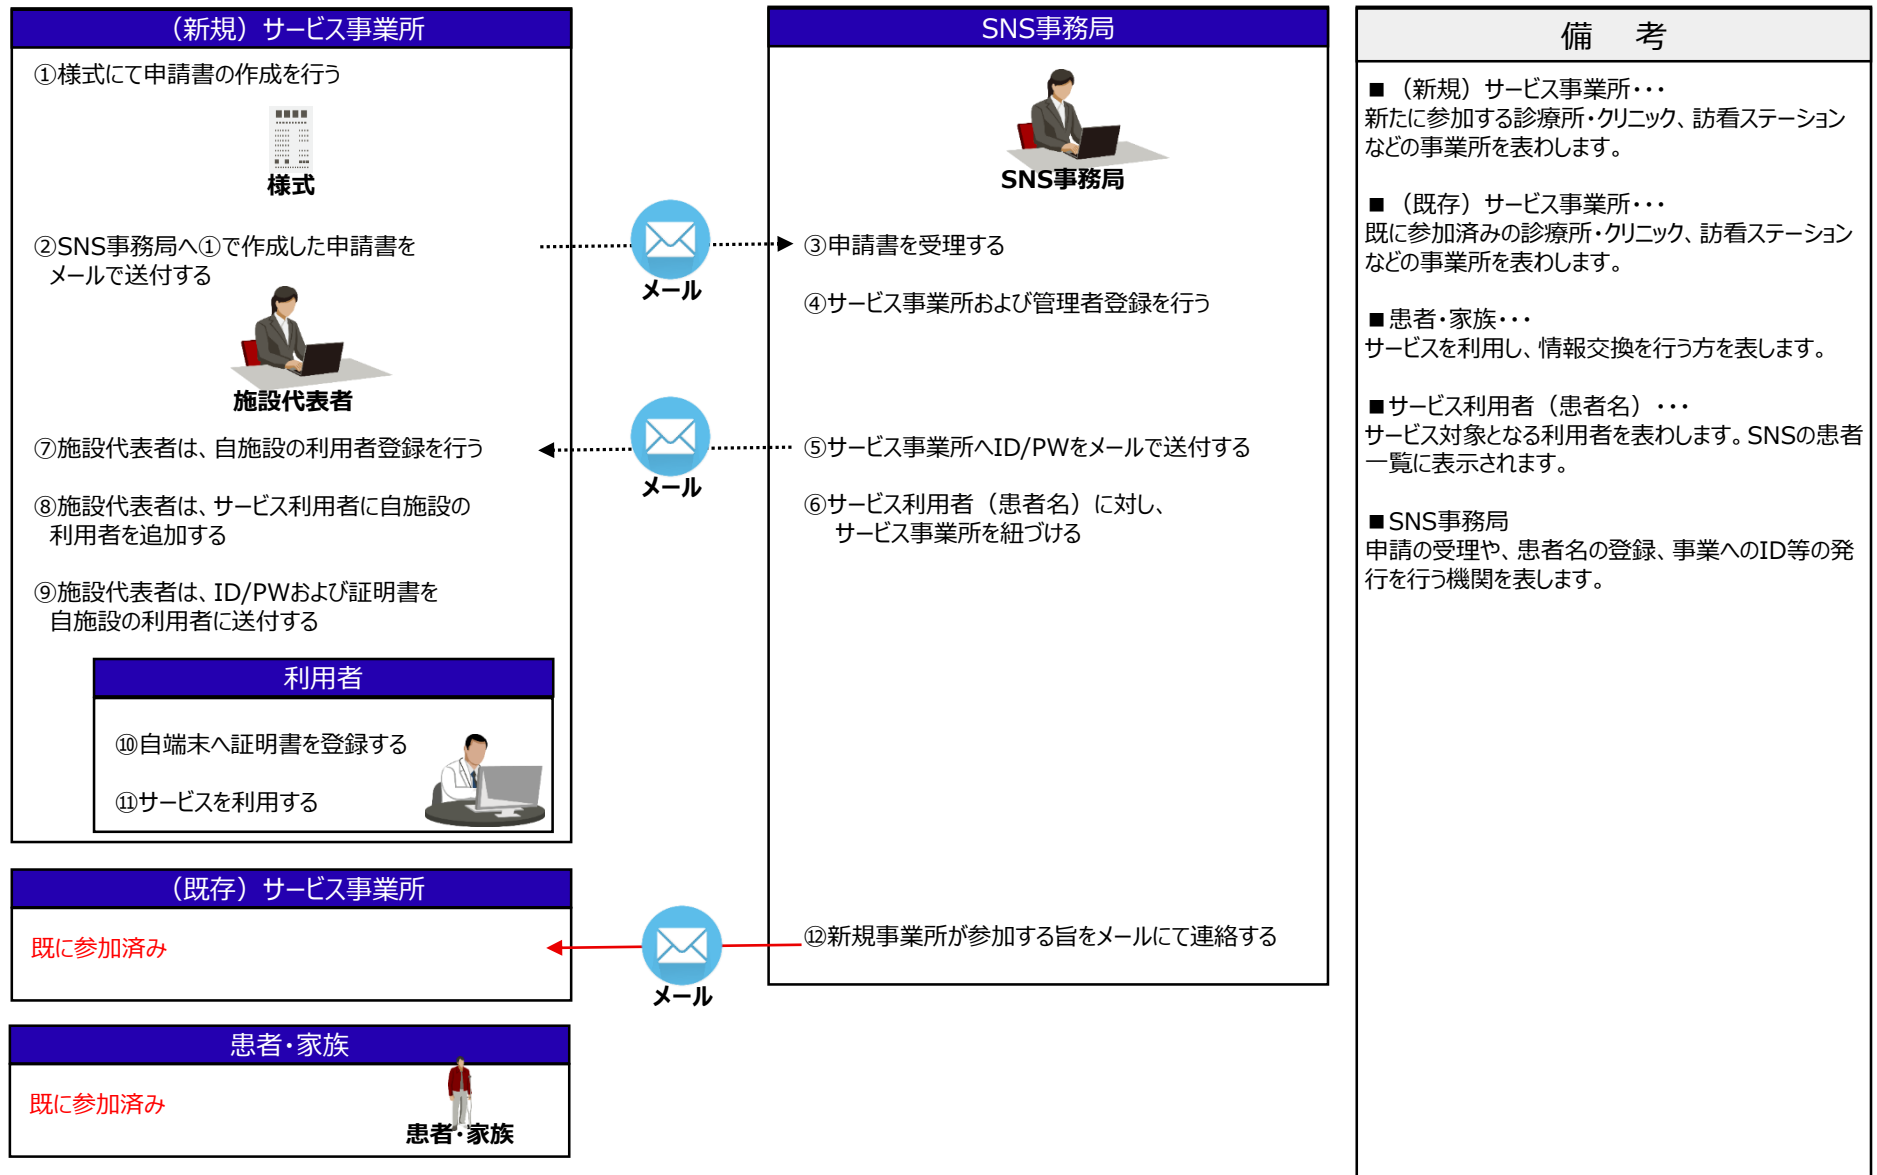 （新規）サービス事業所
①様式にて申請書の作成を行う
様式
②SNS事務局へ①で作成した申請書を
メールで送付する
施設代表者
⑦施設代表者は、自施設の利用者登録を行う
⑧施設代表者は、サービス利用者に自施設の
利用者を追加する
⑨施設代表者は、ID/PWおよび証明書を
自施設の利用者に送付する
利用者
⑩自端末へ証明書を登録する
⑪サービスを利用する
（既存）サービス事業所
既に参加済み
患者・家族
既に参加済み
患者・家族
メール
メール
メール
SNS事務局
SNS事務局
③申請書を受理する
④サービス事業所および管理者登録を行う
⑤サービス事業所へID/PWをメールで送付する
⑥サービス利用者（患者名）に対し、
サービス事業所を紐づける
⑫新規事業所が参加する旨をメールにて連絡する
備　考
■（新規）サービス事業所・・・
新たに参加する診療所・クリニック、訪看ステーション
などの事業所を表わします。
■（既存）サービス事業所・・・
既に参加済みの診療所・クリニック、訪看ステーション
などの事業所を表わします。
■患者・家族・・・
サービスを利用し、情報交換を行う方を表します。
■サービス利用者（患者名）・・・
サービス対象となる利用者を表わします。SNSの患者
一覧に表示されます。
■SNS事務局
申請の受理や、患者名の登録、事業へのID等の発
行を行う機関を表します。